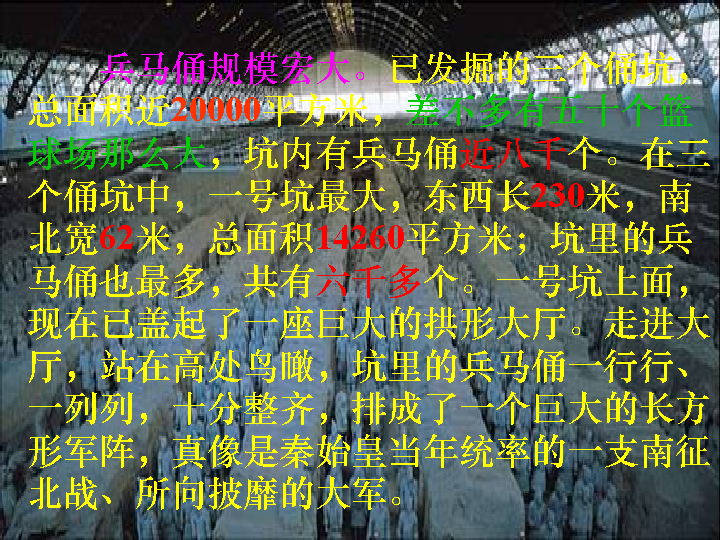 兵马俑规模宏大。已发掘的三个俑坑，
总面积近20000平方米，差不多有五十个篮
球场那么大，坑内有兵马俑近八千个。在三
个俑坑中，一号坑最大，东西长230米，南
北宽62米，总面积14260平方米；坑里的兵
马俑也最多，共有六千多个。一号坑上面，
现在已盖起了一座巨大的拱形大厅。走进大
厅，站在高处鸟瞰，坑里的兵马俑一行行、
一列列，十分整齐，排成了一个巨大的长方
形军阵，真像是秦始皇当年统率的一支南征
北战、所向披靡的大军。